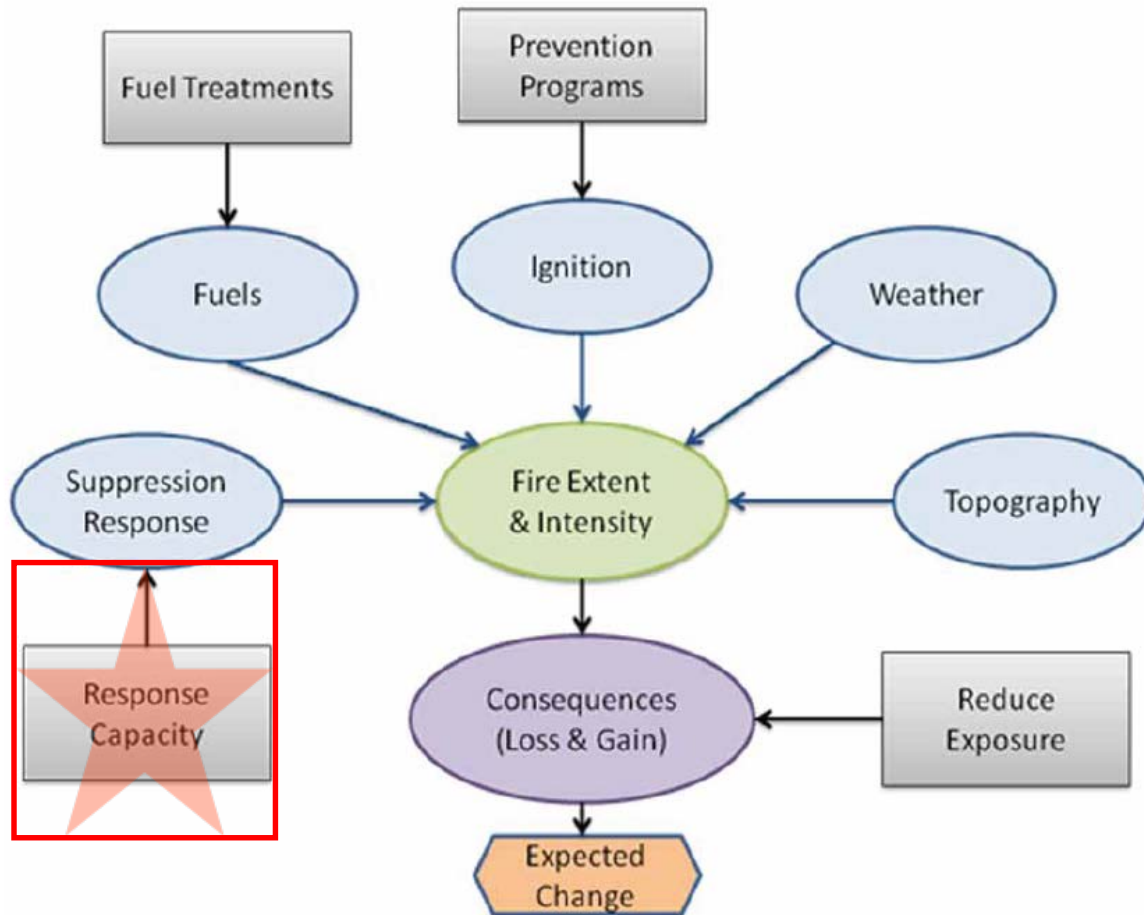 Fuel Treatments
Prevention
Programs
Fuels
Ignition
Weather
Suppression
Response
Fire Extent
& Intensity
Topography
Response
Capacity
Consequences
(Loss & Gain)
Reduce
Exposure
Expected
Change